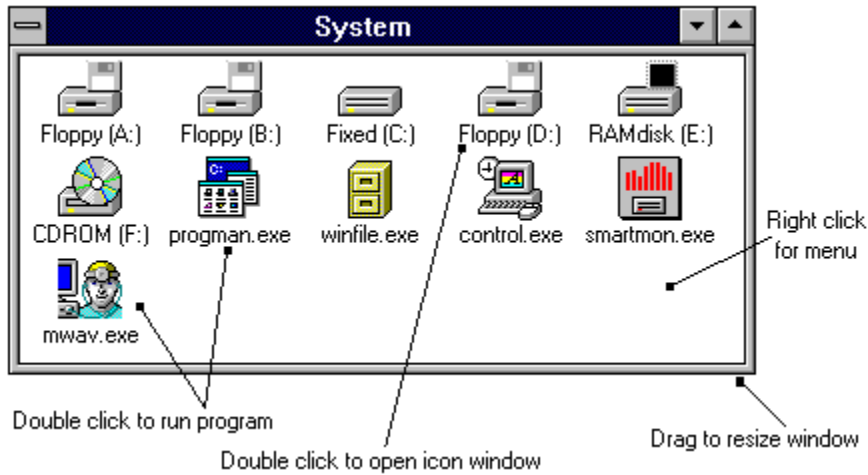 System
Floppy (A:) Floppy (B:) Fixed (C:) Floppy (D:) RAMdisk (E:)
C:
CDROM (F:) progman.exe winfile.exe control.exe smartmon.exe
Right click
for menu
mwav.exe
Double click to run program
Drag to resize window
Double click to open icon window